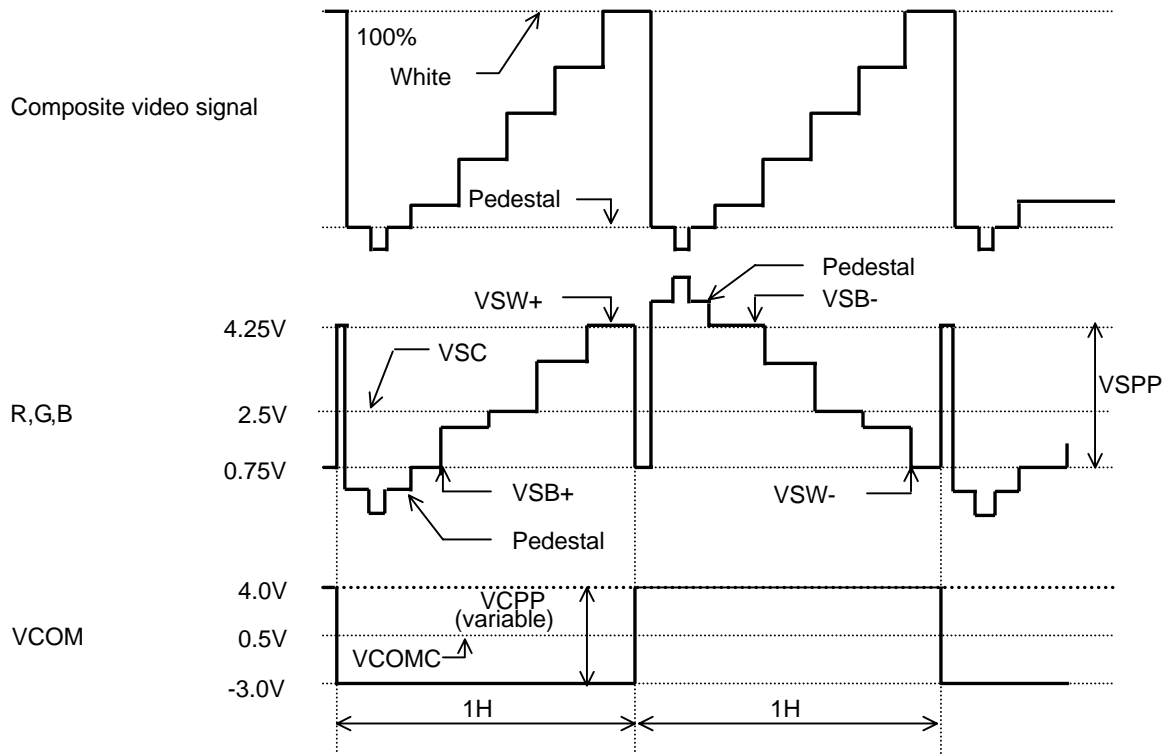 100%
White
Composite video signal
Pedestal
Pedestal
VSW+
VSB-
4.25V
VSC
VSPP
R,G,B
2.5V
0.75V
VSB+
VSW-
Pedestal
4.0V
VCPP
(variable)
VCOM
0.5V
VCOMC
-3.0V
1H
1H